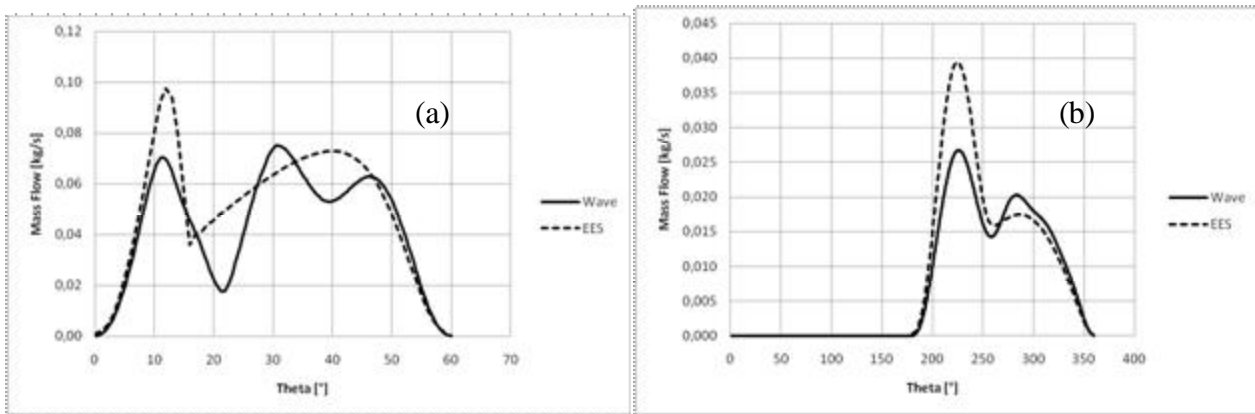 0,12
0,10
0,08
0,06
0,04
0,02
0,00
Mass Flow [kg/s]
(a)
Wave
EES
0 10 20 30 40 50 60 70
Theta [°]
0,045
0,040
0,035
0,030
0,025
0,020
0,015
0,010
0,005
0,000
Mass Flow [kg/s]
(b)
Wave
EES
0 50 100 150 200 250 300 350 400
Theta [°]